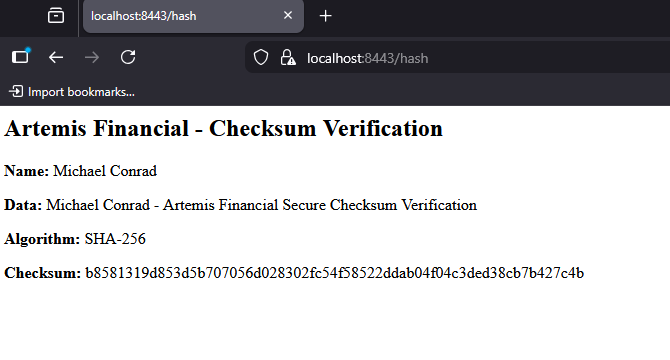 localhost:8443/hash
localhost:8443/hash
Import bookmarks...
Artemis Financial - Checksum Verification
Name: Michael Conrad
Data: Michael Conrad - Artemis Financial Secure Checksum Verification
Algorithm: SHA-256
Checksum: b8581319d853d5b707056d028302fc54f58522ddab04f04c3ded38cb7b427c4b